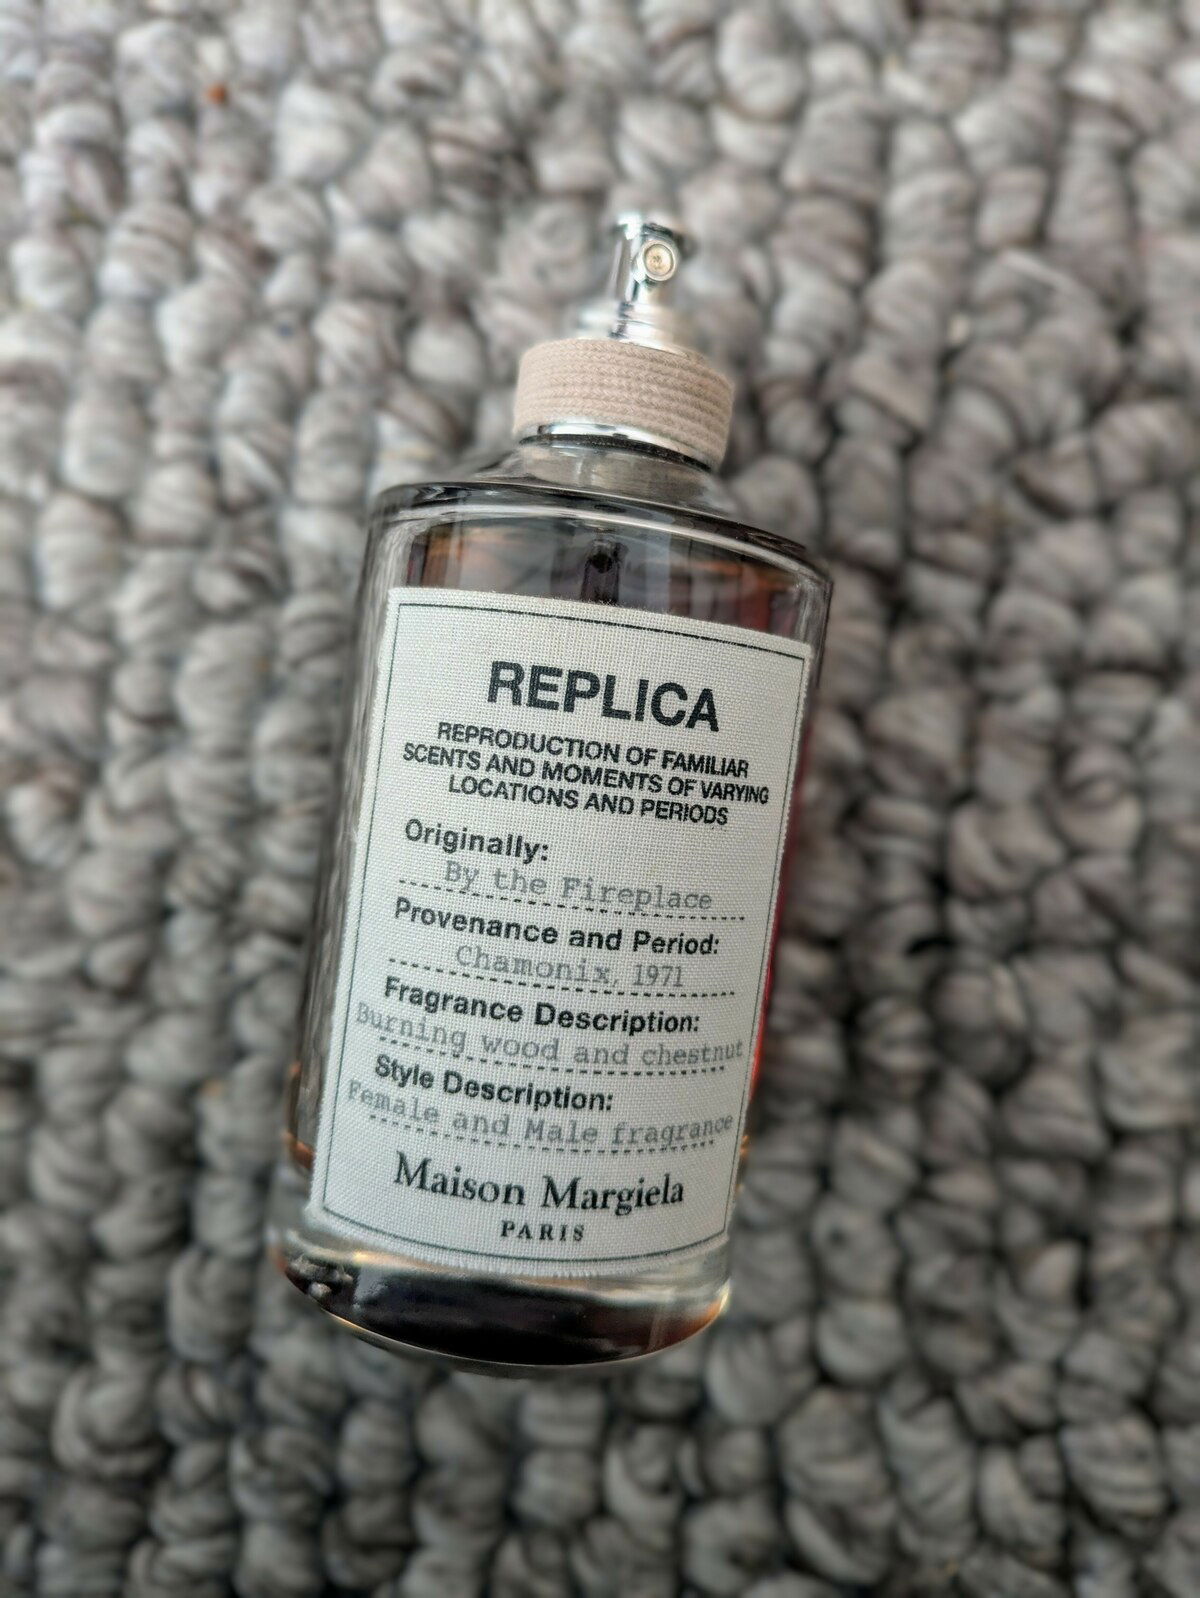 REPLICA
REPRODUCTION OF FAMILIAR
SCENTS AND MOMENTS OF VARYING
LOCATIONS AND PERIODS
Originally:
By the Fireplace
Provenance and Period:
Chamonix, 1971
Fragrance Description:
Burning wood and chestnut
Style Description:
Female and Male fragrance
Maison Margiela
PARIS